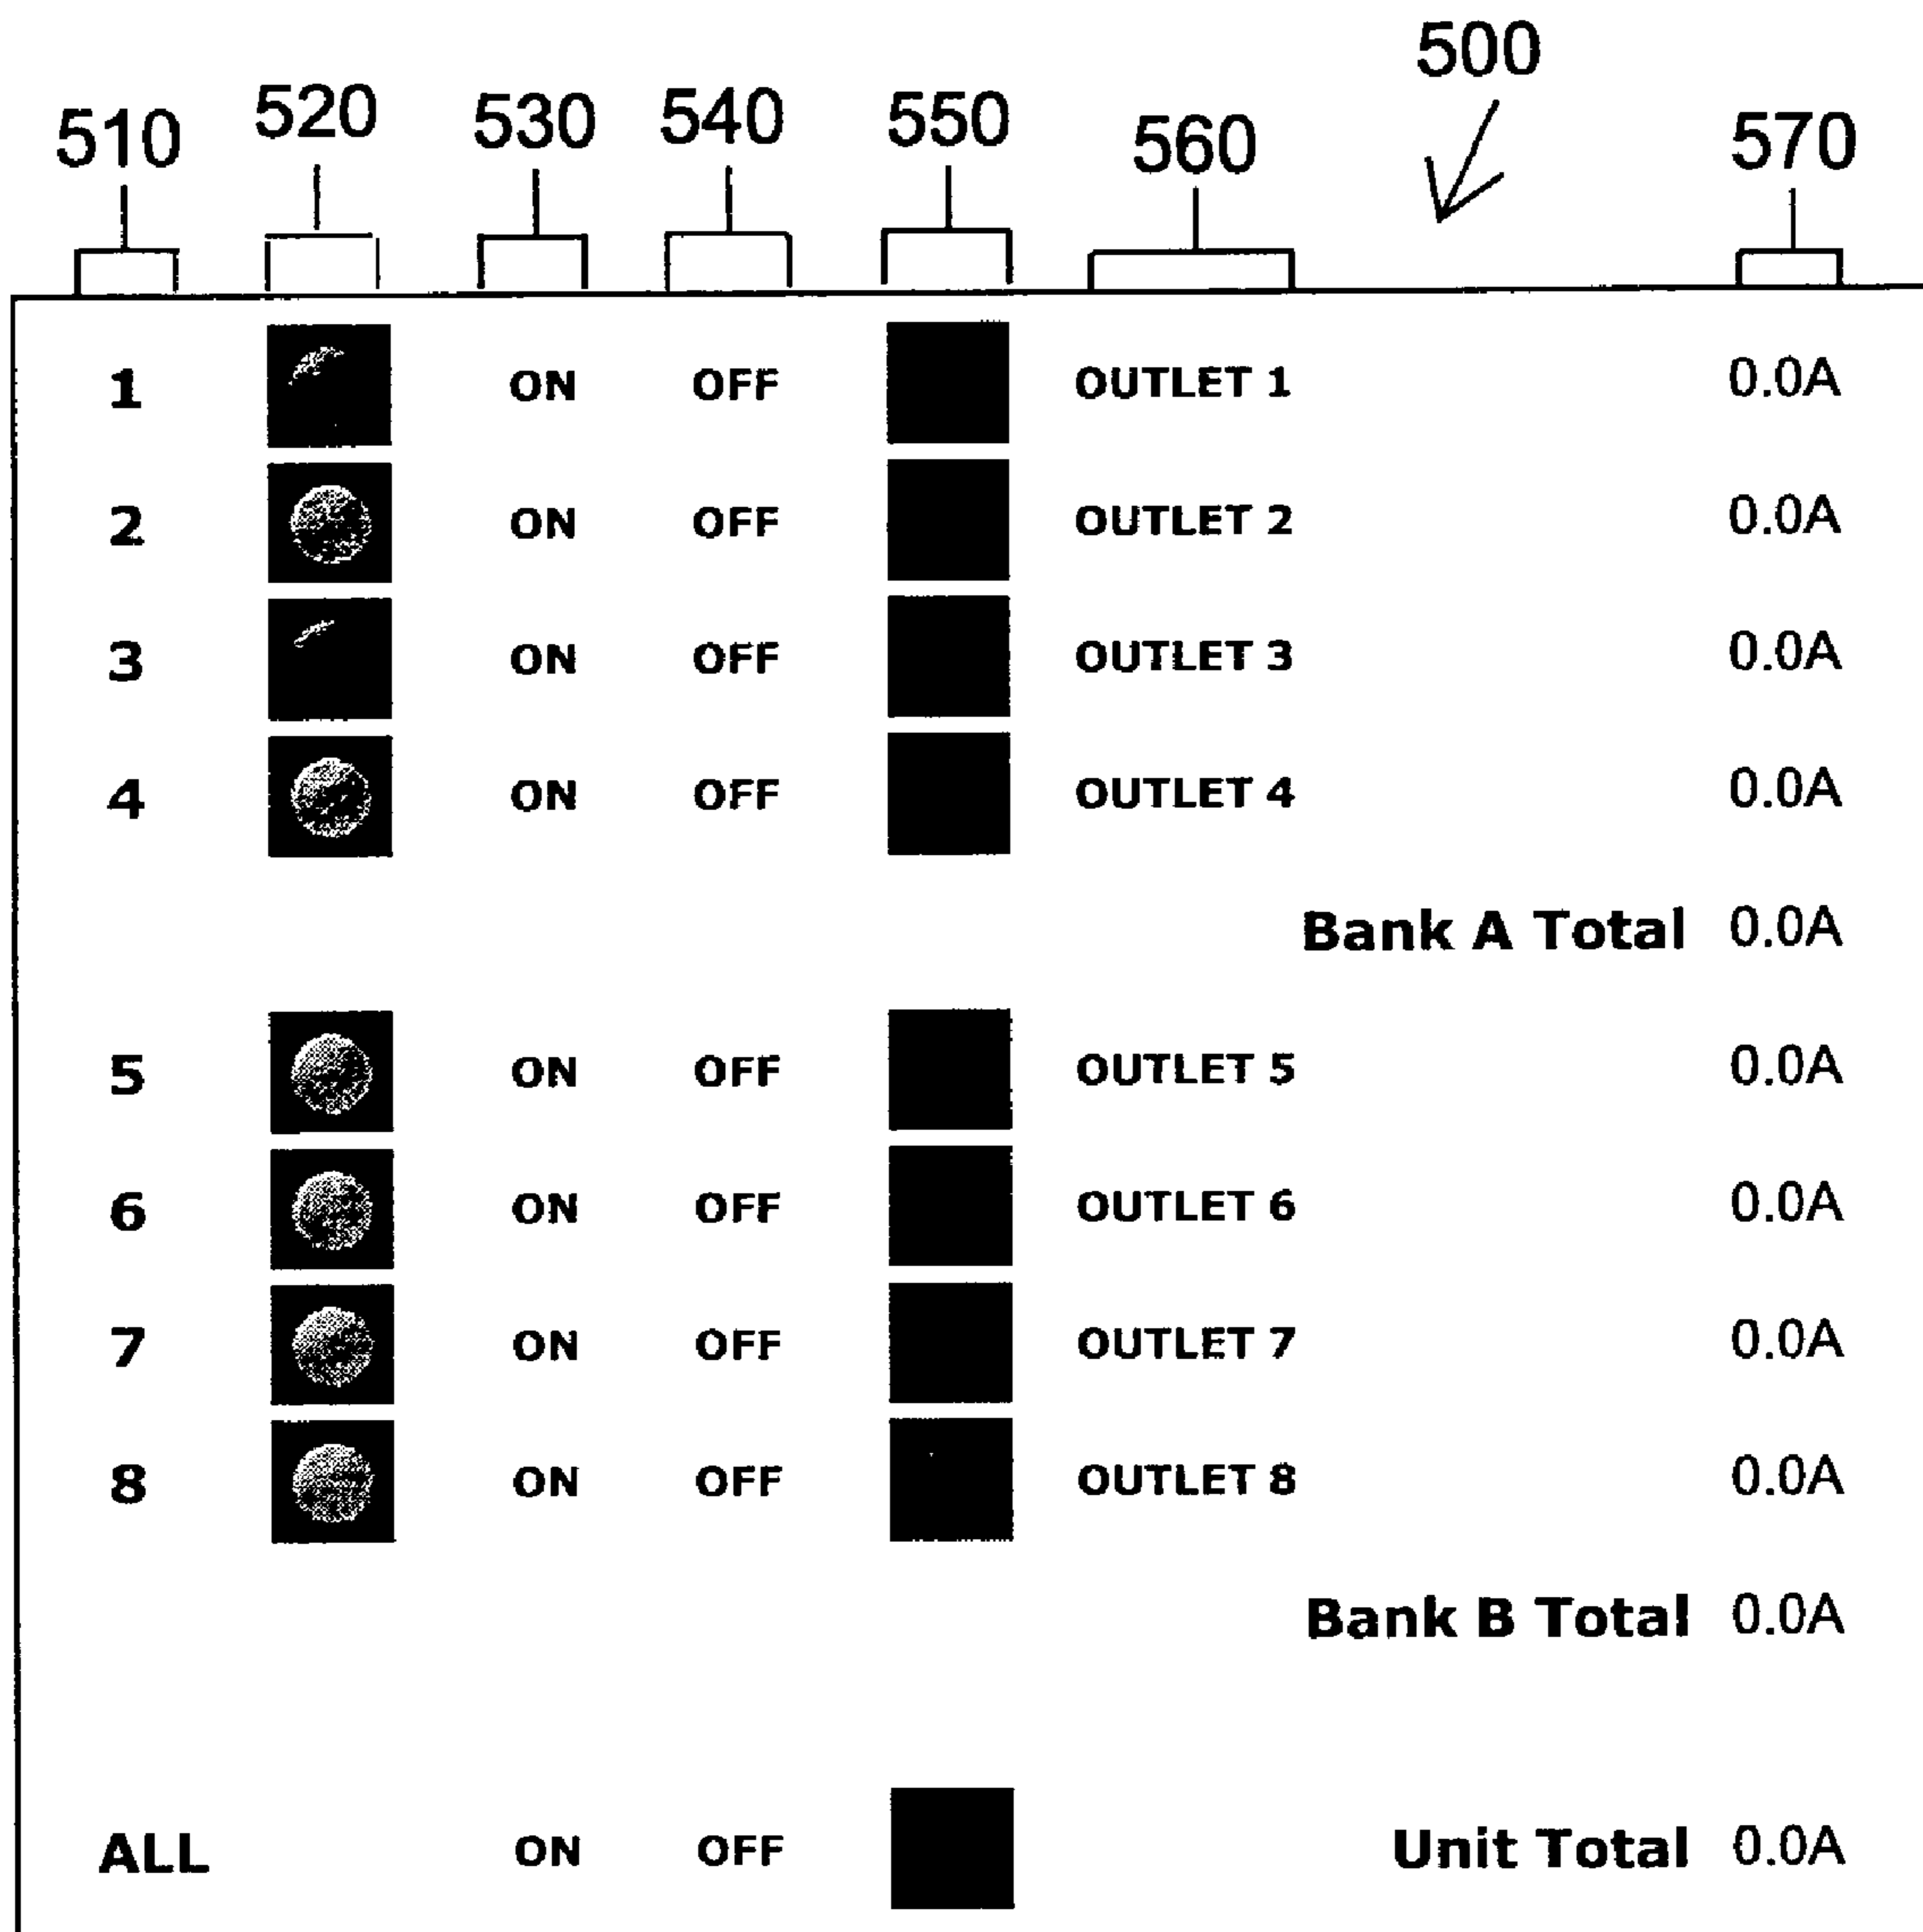 500
510 520 530 540 550 560 570
1 ON OFF OUTLET 1 0.0A
2 ON OFF OUTLET 2 0.0A
3 ON OFF OUTLET 3 0.0A
4 ON OFF OUTLET 4 0.0A
Bank A Total 0.0A
5 ON OFF OUTLET 5 0.0A
6 ON OFF OUTLET 6 0.0A
7 ON OFF OUTLET 7 0.0A
8 ON OFF OUTLET 8 0.0A
Bank B Total 0.0A
ALL ON OFF Unit Total 0.0A